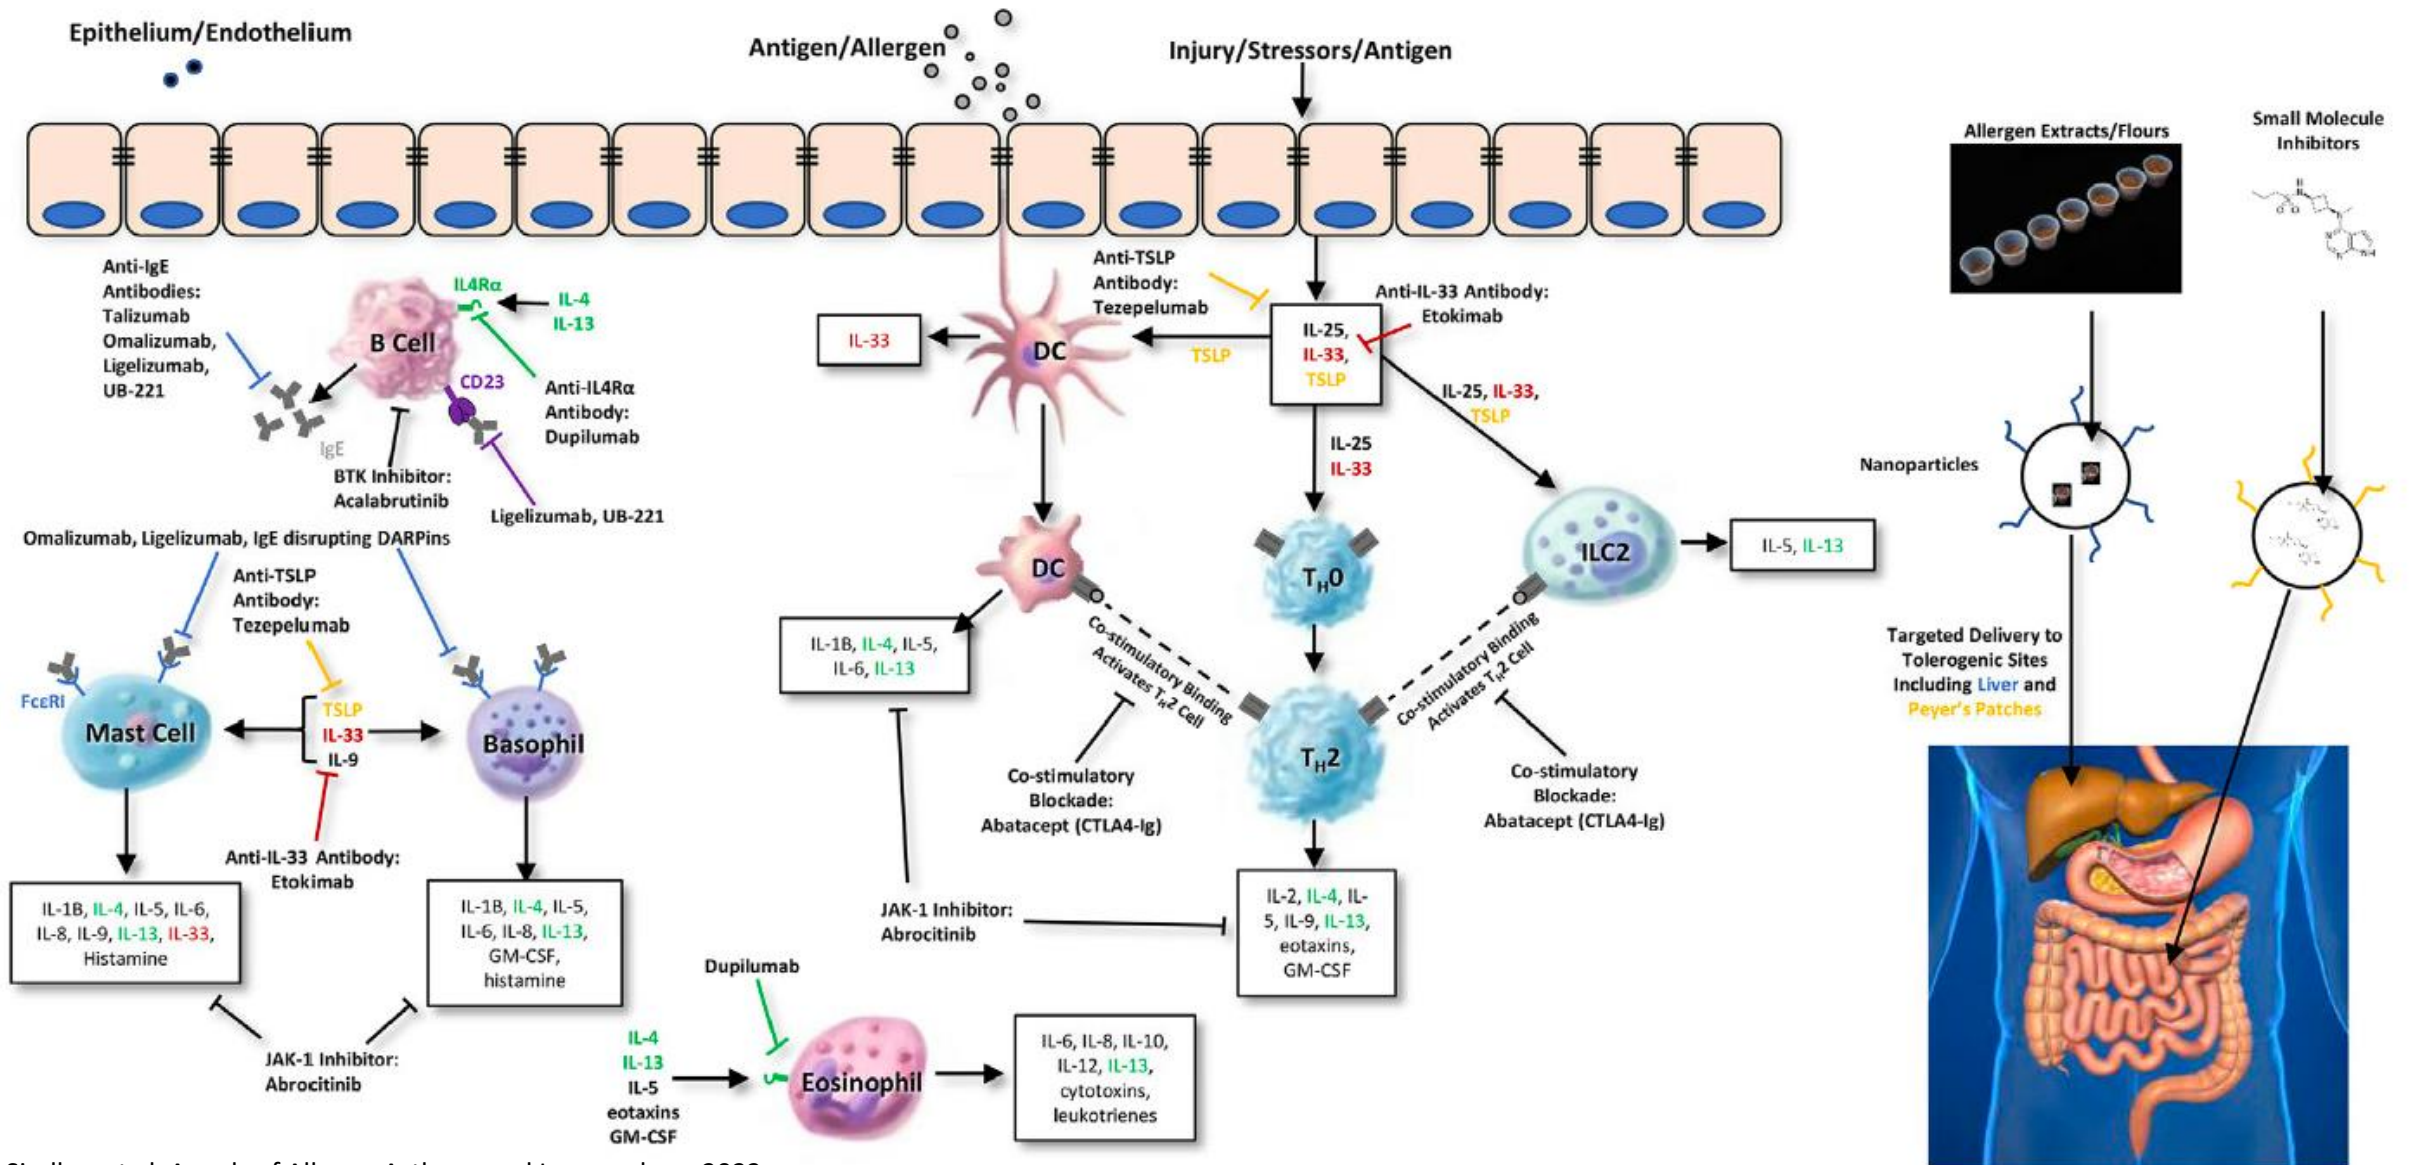 Epithelium/Endothelium
Antigen/Allergen
Injury/Stressors/Antigen
Allergen Extracts/Flours
Small Molecule
Inhibitors
Anti-IgE
Antibodies:
Talizumab
Omalizumab,
Ligelizumab,
UB-221
IL4Rα
IL-4
IL-13
B Cell
CD23
Anti-IL4Rα
Antibody:
Dupilumab
IgE
BTK Inhibitor:
Acalabrutinib
Ligelizumab, UB-221
Anti-TSLP
Antibody:
Tezepelumab
Anti-IL-33 Antibody:
Etokimab
IL-33
DC
TSLP
IL-25,
IL-33,
TSLP
IL-25, IL-33,
TSLP
IL-25
IL-33
Nanoparticles
Omalizumab, Ligelizumab, IgE disrupting DARPins
Anti-TSLP
Antibody:
Tezepelumab
FcεRI
Mast Cell
TSLP
IL-33
IL-9
Basophil
Anti-IL-33 Antibody:
Etokimab
IL-1B, IL-4, IL-5, IL-6,
IL-8, IL-9, IL-13, IL-33,
Histamine
IL-1B, IL-4, IL-5,
IL-6, IL-8, IL-13,
GM-CSF,
histamine
JAK-1 Inhibitor:
Abrocitinib
DC
TH0
ILC2
IL-5, IL-13
IL-1B, IL-4, IL-5,
IL-6, IL-13
Co-stimulatory Binding
Activates TH2 Cell
Co-stimulatory Binding
Activates TH2 Cell
TH2
Co-stimulatory
Blockade:
Abatacept (CTLA4-Ig)
Co-stimulatory
Blockade:
Abatacept (CTLA4-Ig)
JAK-1 Inhibitor:
Abrocitinib
IL-2, IL-4, IL-
5, IL-9, IL-13,
eotaxins,
GM-CSF
Dupilumab
IL-4
IL-13
IL-5
eotaxins
GM-CSF
Eosinophil
IL-6, IL-8, IL-10,
IL-12, IL-13,
cytotoxins,
leukotrienes
Targeted Delivery to
Tolerogenic Sites
Including Liver and
Peyer's Patches